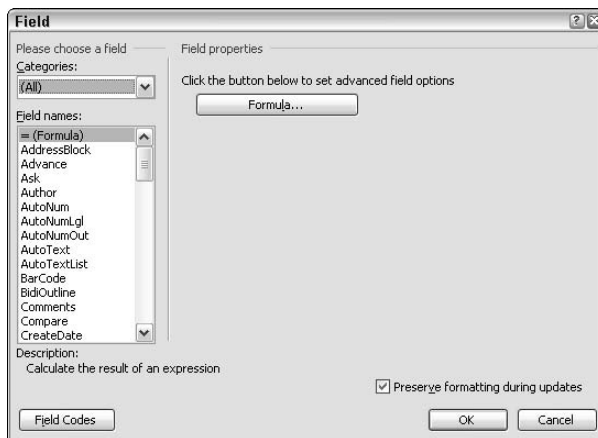 Field
Please choose a field
Categories:
(All)
Field names:
= (Formula)
AddressBlock
Advance
Ask
Author
AutoNum
AutoNumLgl
AutoNumOut
AutoText
AutoTextList
BarCode
BidiOutline
Comments
Compare
CreateDate
Description:
Calculate the result of an expression
Field properties
Click the button below to set advanced field options
Formula...
Preserve formatting during updates
Field Codes
OK
Cancel